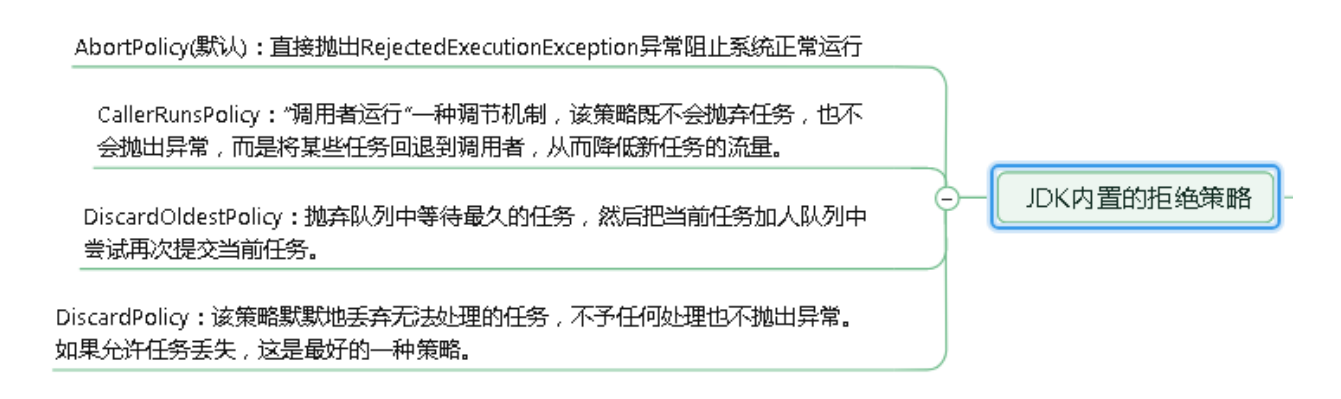 AbortPolicy(默认)：直接抛出RejectedExecutionException异常阻止系统正常运行
CallerRunsPolicy："调用者运行"一种调节机制，该策略既不会抛弃任务，也不
会抛出异常，而是将某些任务回退到调用者，从而降低新任务的流量。
DiscardOldestPolicy：抛弃队列中等待最久的任务，然后把当前任务加人队列中
尝试再次提交当前任务。
DiscardPolicy：该策略默默地丢弃无法处理的任务，不予任何处理也不抛出异常。
如果允许任务丢失，这是最好的一种策略。
JDK内置的拒绝策略